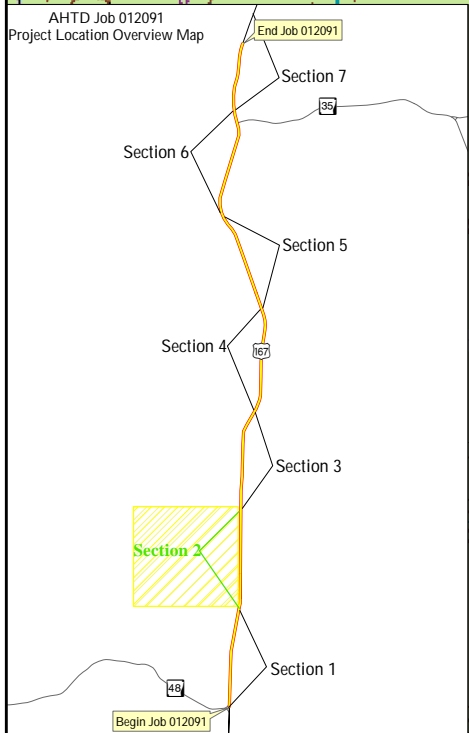 AHTD Job 012091
Project Location Overview Map
End Job 012091
Section 7
35
Section 6
Section 5
Section 4
167
Section 3
Section 2
Section 1
48
Begin Job 012091